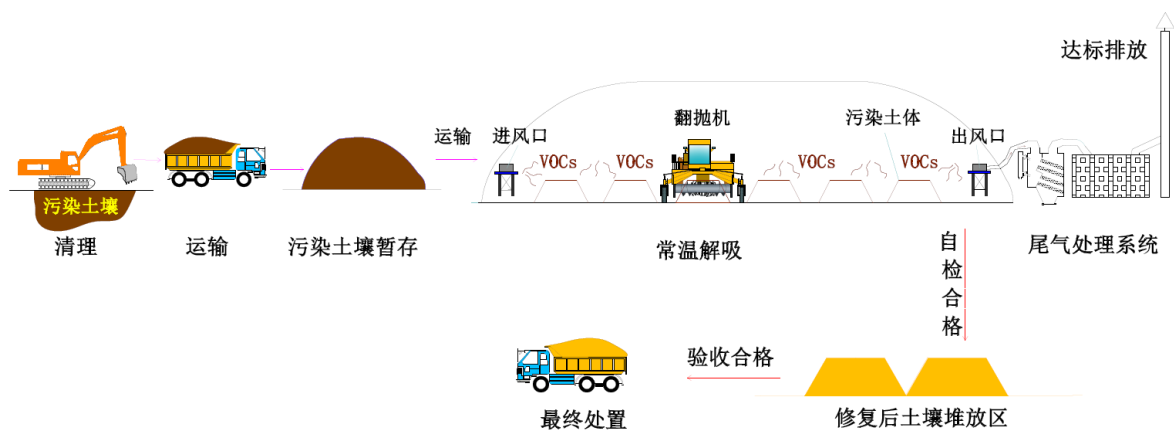 达标排放
运输
进风口
翻抛机
污染土体
出风口
VOCs
VOCs
VOCs
VOCs
污染土壤
清理
运输
污染土壤暂存
常温解吸
尾气处理系统
自检合格
验收合格
最终处置
修复后土壤堆放区